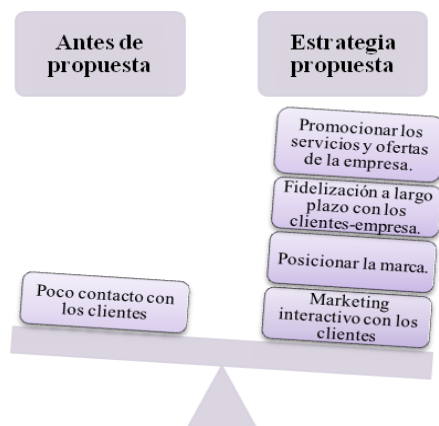 Antes de
propuesta
Estrategia
propuesta
Promocionar los
servicios y ofertas
de la empresa.
Fidelización a largo
plazo con los
clientes-empresa.
Posicionar la marca.
Marketing
interactivo con los
clientes
Poco contacto con
los clientes